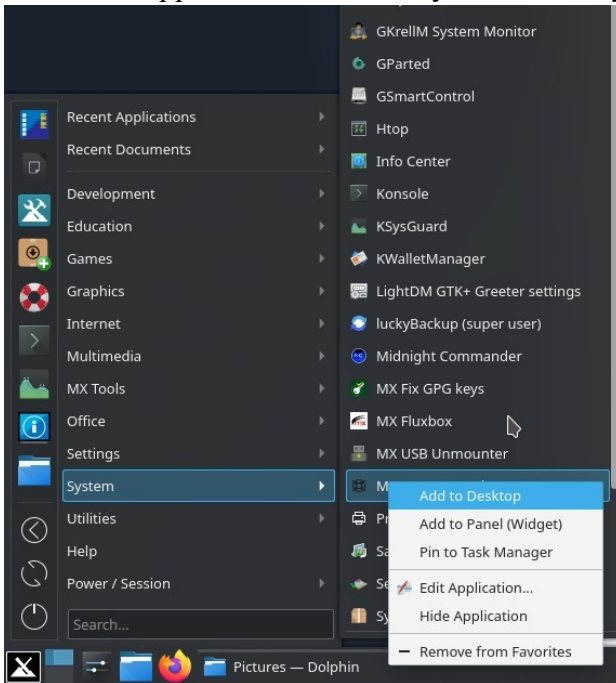 GKrellM System Monitor
GParted
GSmartControl
Htop
Info Center
Konsole
KSysGuard
KWalletManager
LightDM GTK+ Greeter settings
luckyBackup (super user)
Midnight Commander
MX Fix GPG keys
MX Fluxbox
MX USB Unmounter
Recent Applications
Recent Documents
Development
Education
Games
Graphics
Internet
Multimedia
MX Tools
Office
Settings
System
Utilities
Help
Power / Session
Search...
Add to Desktop
Add to Panel (Widget)
Pin to Task Manager
Edit Application...
Hide Application
Remove from Favorites
Pictures — Dolphin